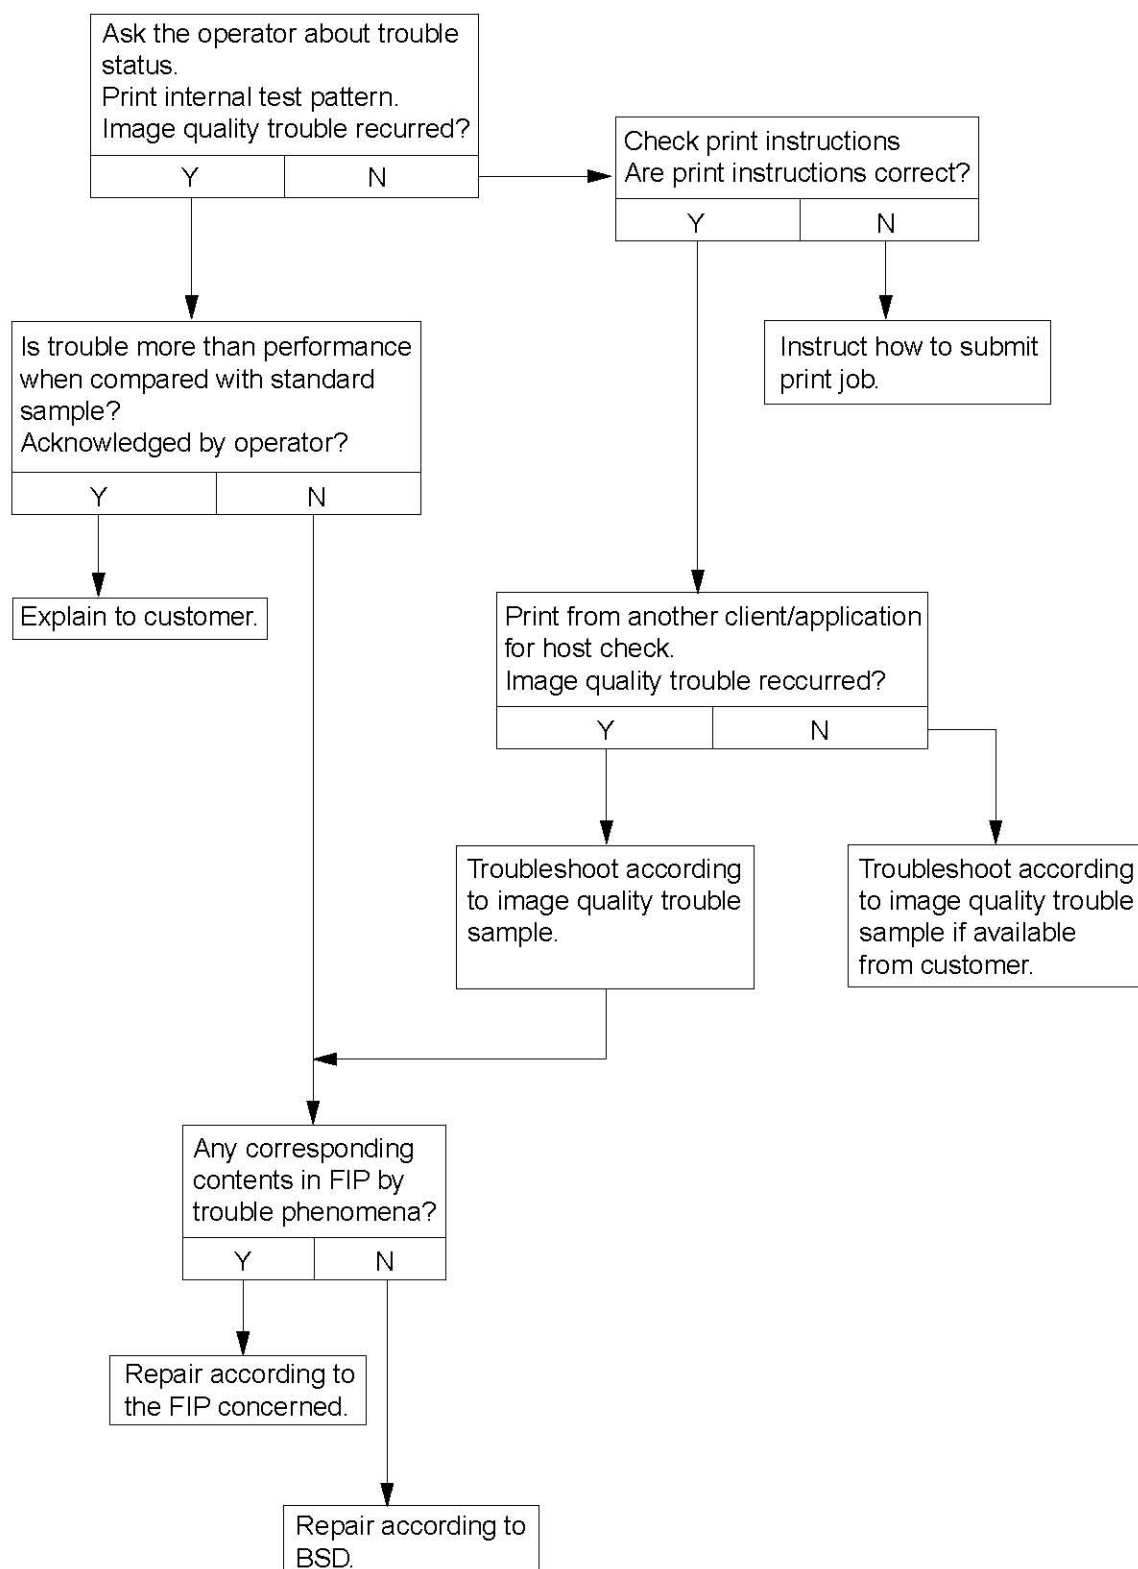 Ask the operator about trouble
status.
Print internal test pattern.
Image quality trouble recurred?
Y N
Check print instructions
Are print instructions correct?
Y N
Instruct how to submit
print job.
Is trouble more than performance
when compared with standard
sample?
Acknowledged by operator?
Y N
Explain to customer.
Print from another client/application
for host check.
Image quality trouble reccurred?
Y N
Troubleshoot according
to image quality trouble
sample.
Troubleshoot according
to image quality trouble
sample if available
from customer.
Any corresponding
contents in FIP by
trouble phenomena?
Y N
Repair according to
the FIP concerned.
Repair according to
BSD.